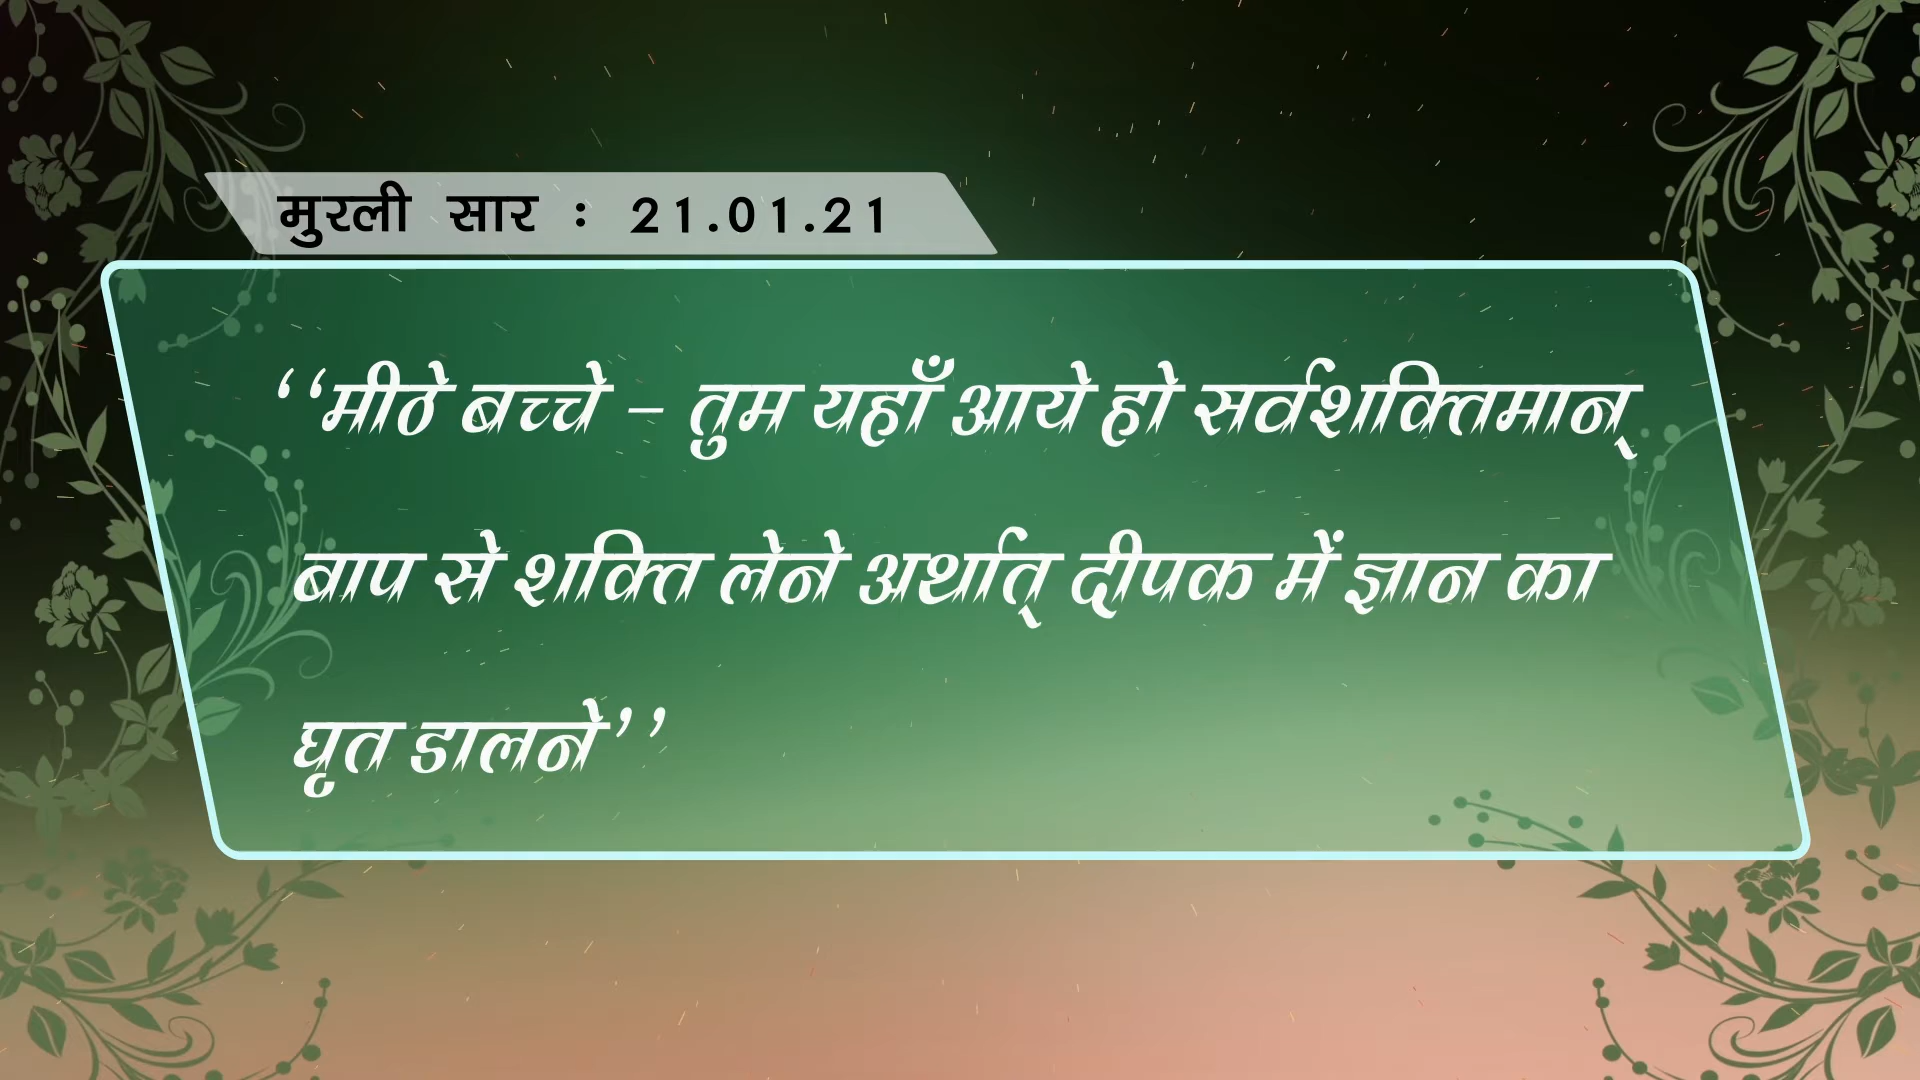 मुरली सार : 21.01.21
‘‘मीठे बच्चे – तुम यहाँ आये हो सर्वशक्तिमान्
बाप से शक्ति लेने अर्थात् दीपक में ज्ञान का
घृत डालने’’